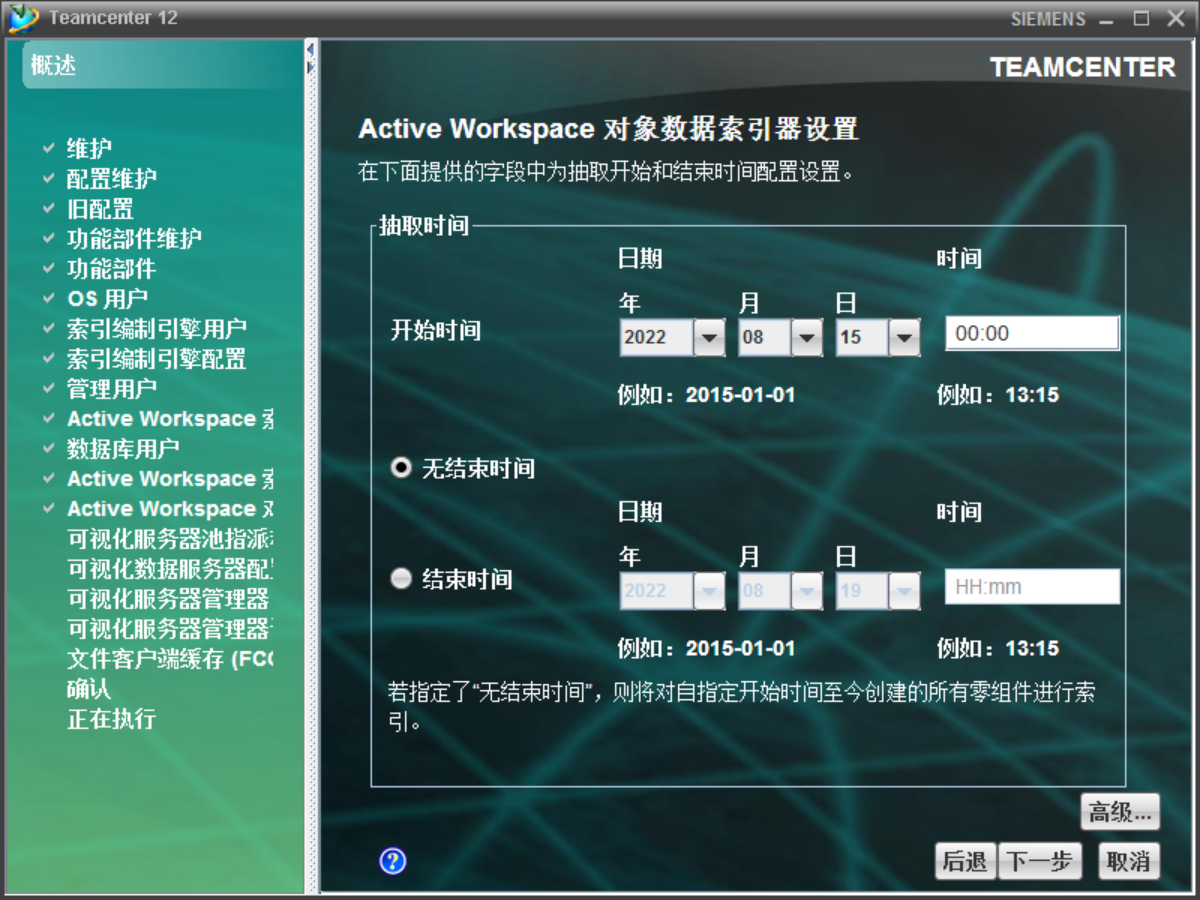 Teamcenter 12
SIEMENS
概述
维护
配置维护
旧配置
功能部件维护
功能部件
OS 用户
索引编制引擎用户
索引编制引擎配置
管理用户
Active Workspace
数据库用户
Active Workspace
Active Workspace
可视化服务器池指派
可视化数据服务器配
可视化服务器管理器
可视化服务器管理器
文件客户端缓存 (FCC
确认
正在执行
TEAMCENTER
Active Workspace 对象数据索引器设置
在下面提供的字段中为抽取开始和结束时间配置设置。
抽取时间
日期 时间
年 月 日
开始时间 2022 08 15 00:00
例如：2015-01-01 例如：13:15
无结束时间
日期 时间
年 月 日
结束时间 2022 08 19 HH:mm
例如：2015-01-01 例如：13:15
若指定了“无结束时间”，则将对自指定开始时间至今创建的所有零组件进行索
引。
高级...
? 后退 下一步 取消